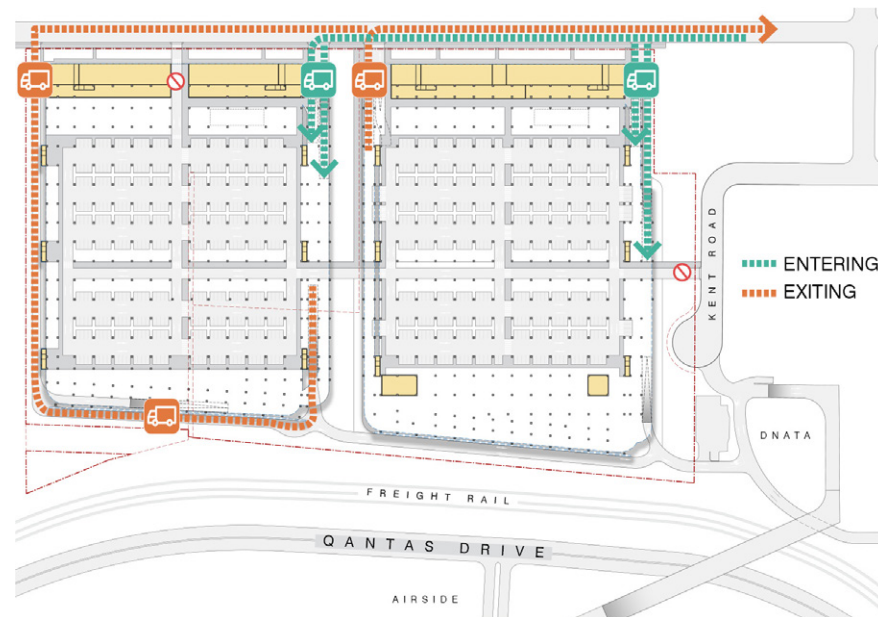 KENT ROAD
ENTERING
EXITING
DNATA
FREIGHT RAIL
QANTAS DRIVE
AIRSIDE